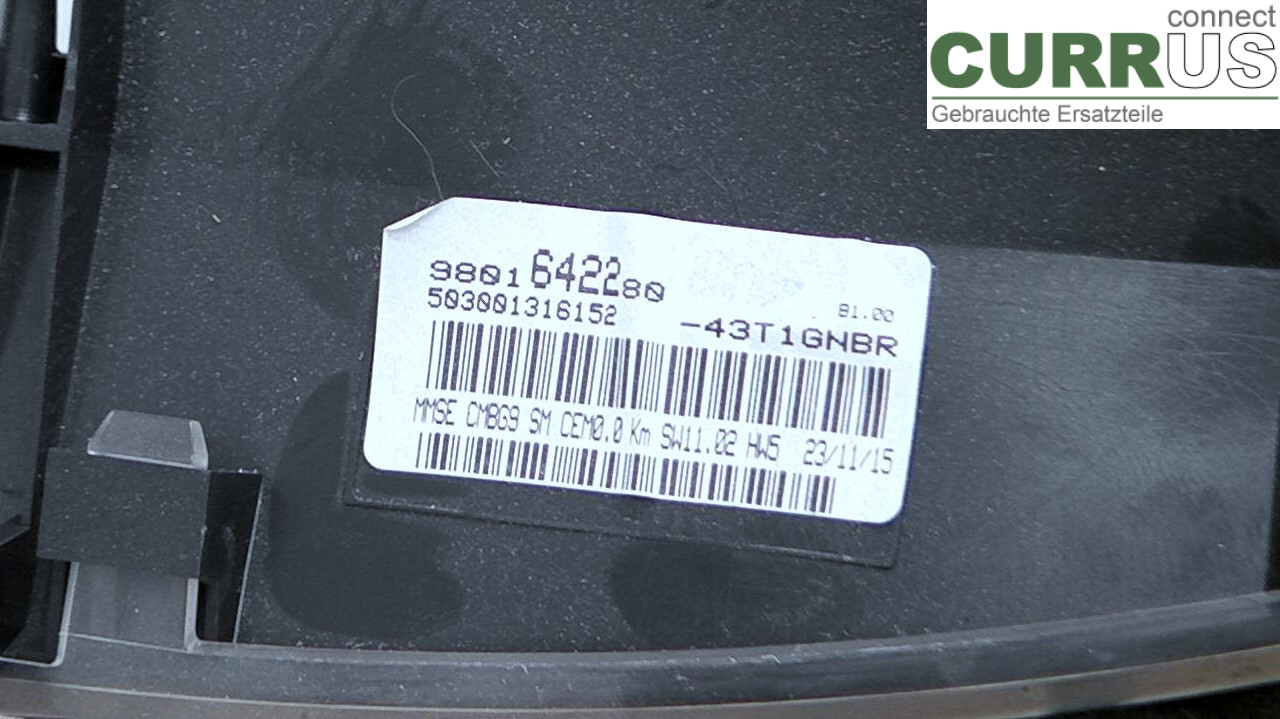 connect
CURRUS
Gebrauchte Ersatzteile
9801642280
503001316152
81.00
-43T1GNBR
MMSE CMBG9 SM CEM0.0 Km SW11.02 HW5 23/11/15